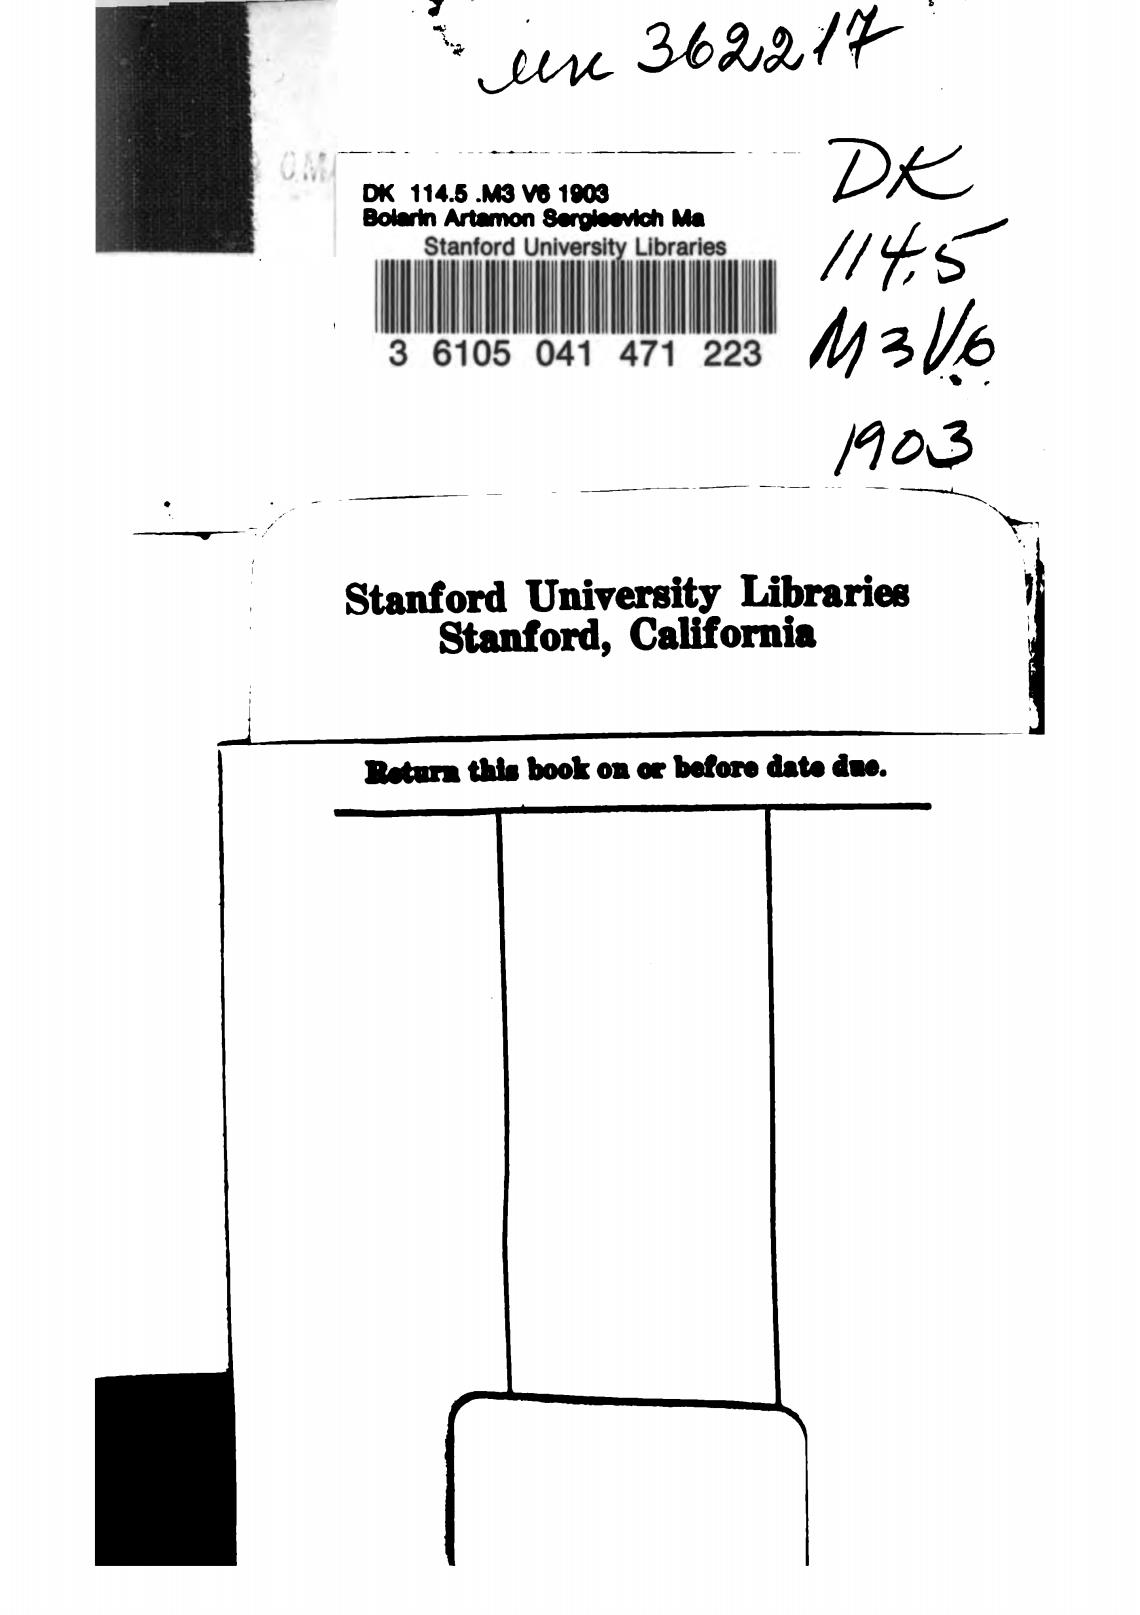 инк 362217
DK
114.5
M3V6
1903
DK 114.5 .M3 V6 1903
Boiarin Artamon Sergieevich Ma
Stanford University Libraries
3 6105 041 471 223
Stanford University Libraries
Stanford, California
Return this book on or before date due.